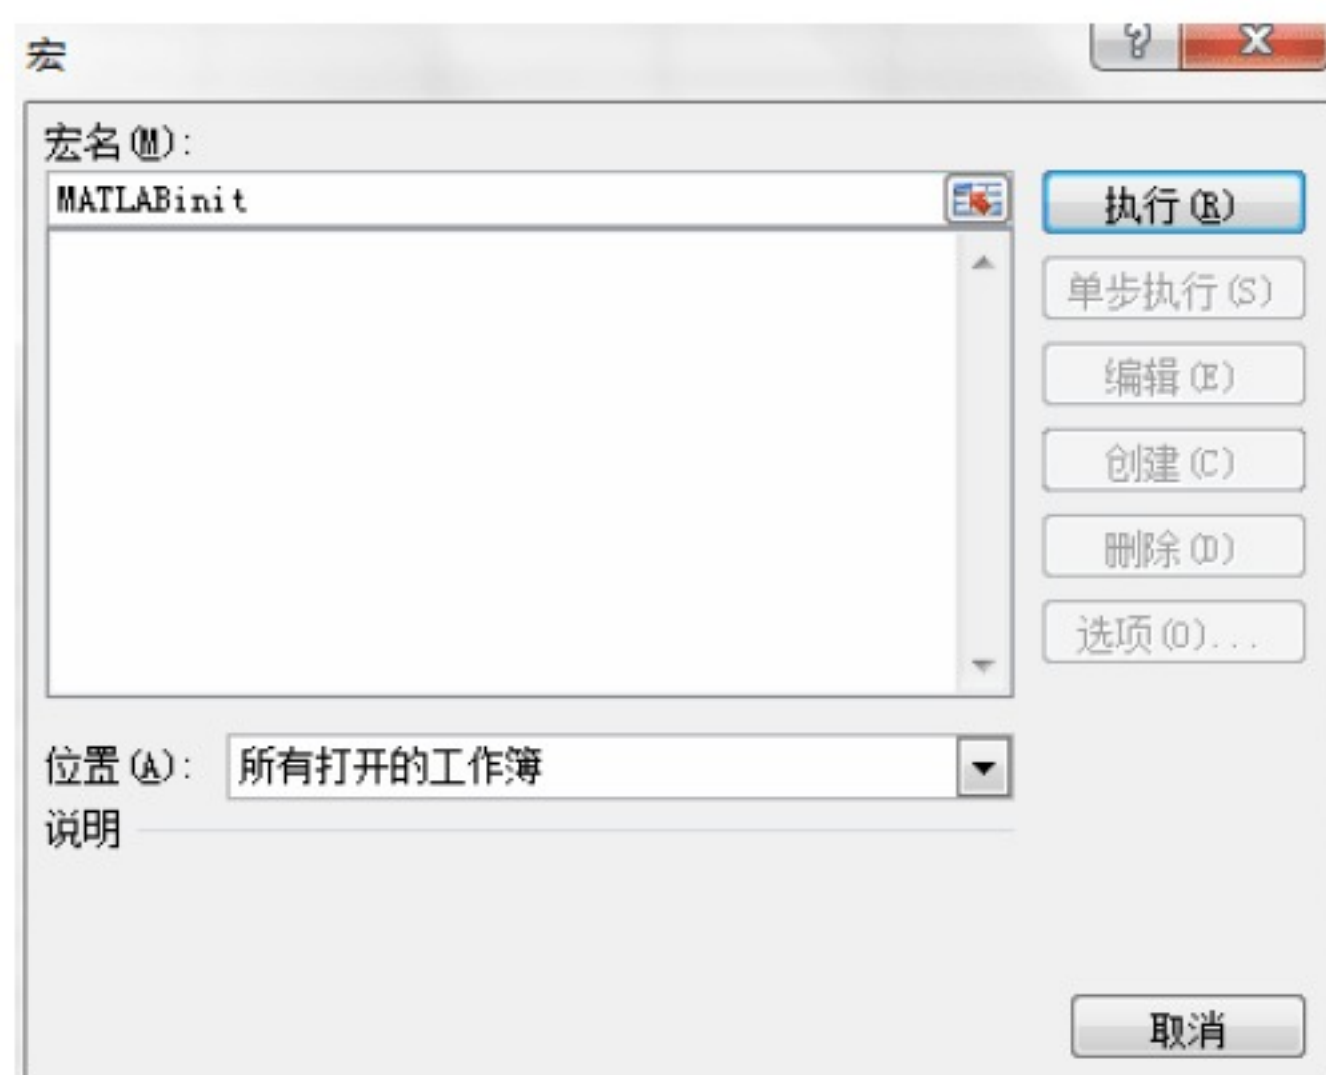 宏
宏名(M):
MATLABinit
执行(R)
单步执行(S)
编辑(E)
创建(C)
删除(D)
选项(O)...
位置(A): 所有打开的工作簿
说明
取消